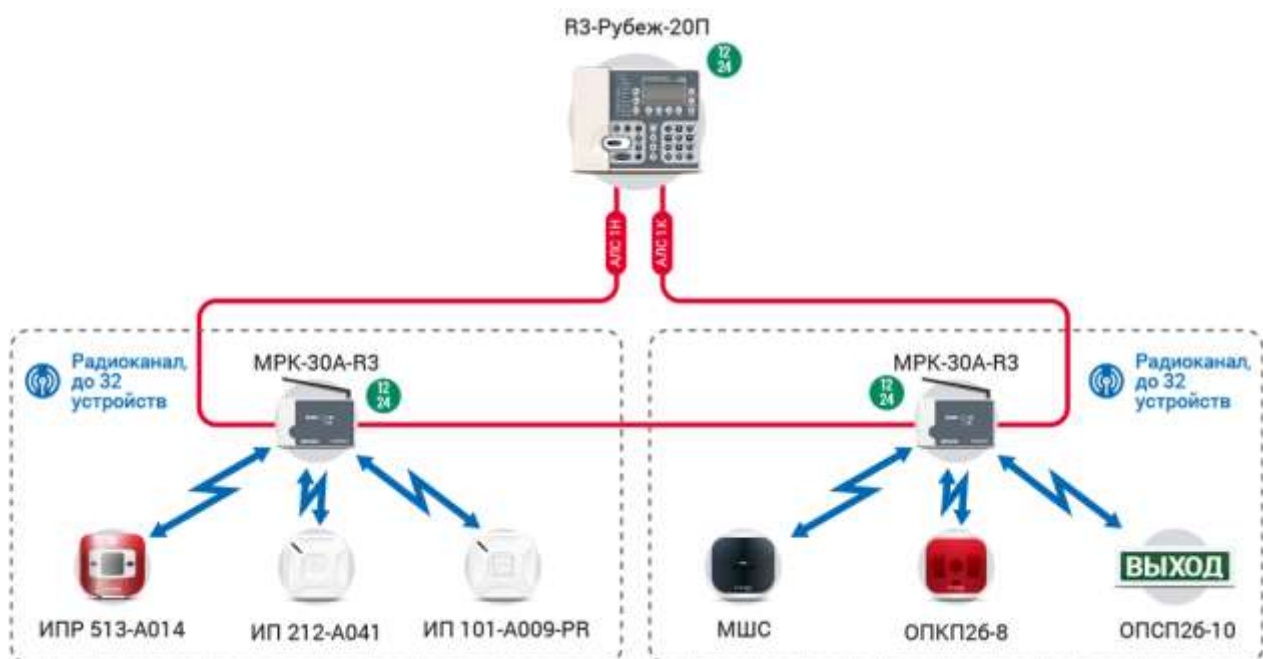 R3-Рубеж-20П
12
24
АЛС 1Н
АЛС 1К
Радиоканал,
до 32
устройств
МРК-30А-R3
12
24
МРК-30А-R3
12
24
Радиоканал,
до 32
устройств
ВЫХОД
ИПР 513-А014
ИП 212-А041
ИП 101-А009-PR
МШС
ОПКП26-8
ОПСП26-10